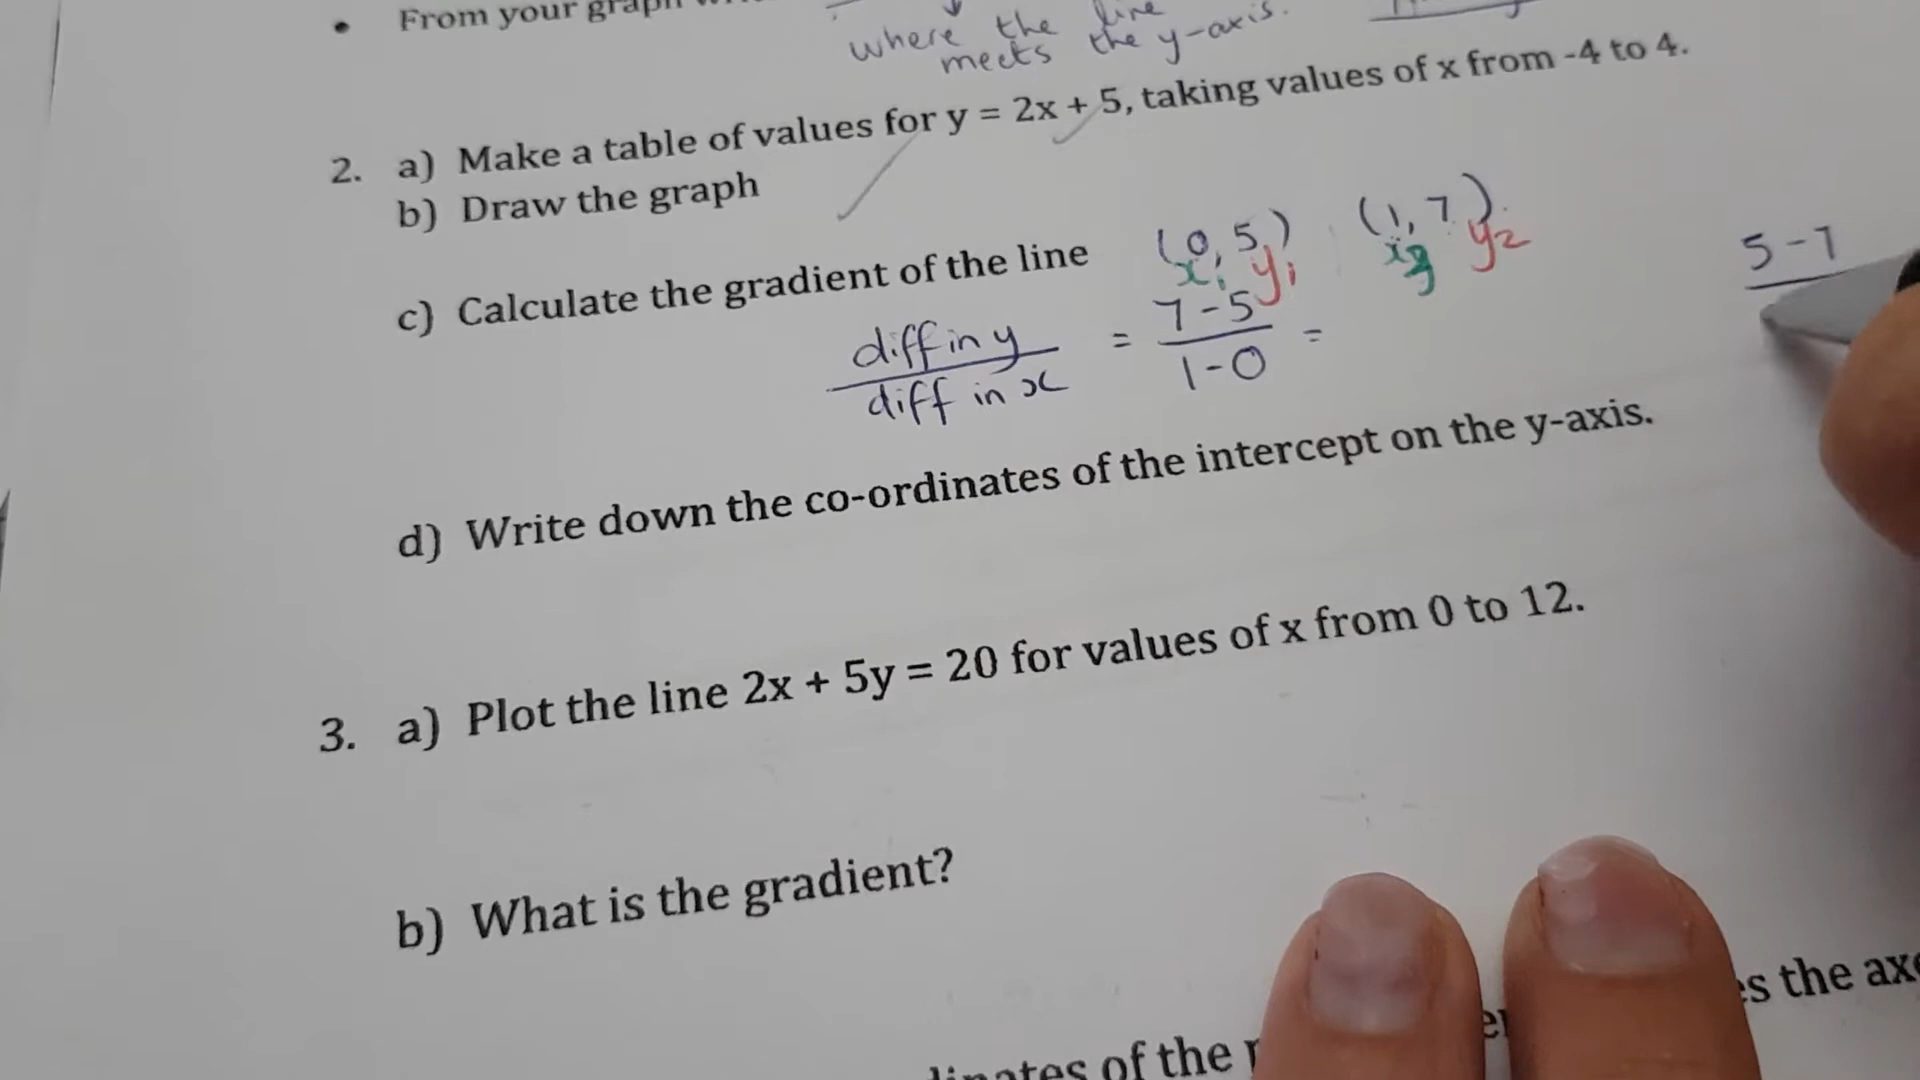 • From your graph
where the line
meets the y-axis.
2. a) Make a table of values for y = 2x + 5, taking values of x from -4 to 4.
b) Draw the graph
c) Calculate the gradient of the line (0, 5) (1, 7)
x₁ y₁ x₂ y₂
diff in y / diff in x = 7-5 / 1-0 =
5-7
d) Write down the co-ordinates of the intercept on the y-axis.
3. a) Plot the line 2x + 5y = 20 for values of x from 0 to 12.
b) What is the gradient?
of the
the